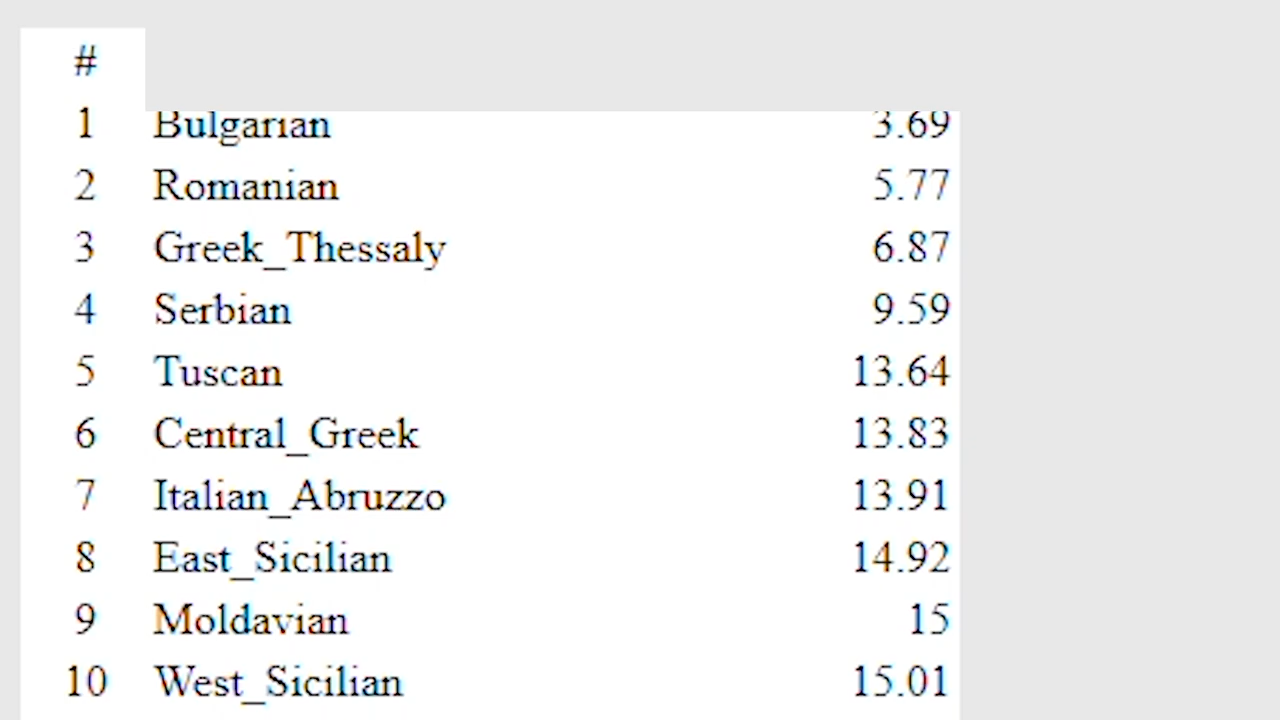 #
1 Bulgarian 3.69
2 Romanian 5.77
3 Greek_Thessaly 6.87
4 Serbian 9.59
5 Tuscan 13.64
6 Central_Greek 13.83
7 Italian_Abruzzo 13.91
8 East_Sicilian 14.92
9 Moldavian 15
10 West_Sicilian 15.01